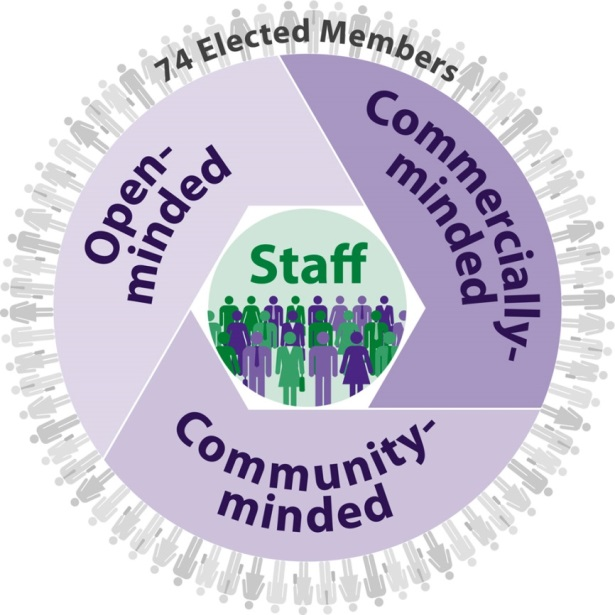 74 Elected Members
Open-
minded
Commercially-
minded
Staff
Community-
minded